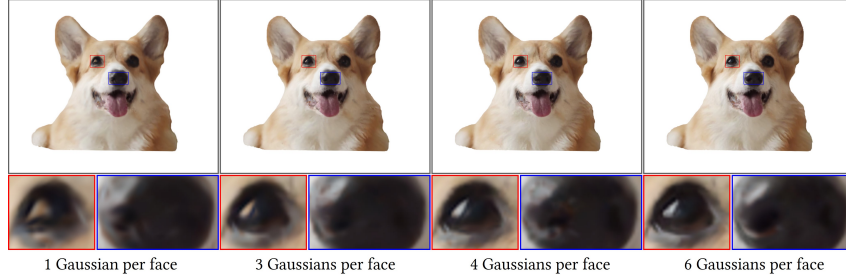 1 Gaussian per face
3 Gaussians per face
4 Gaussians per face
6 Gaussians per face